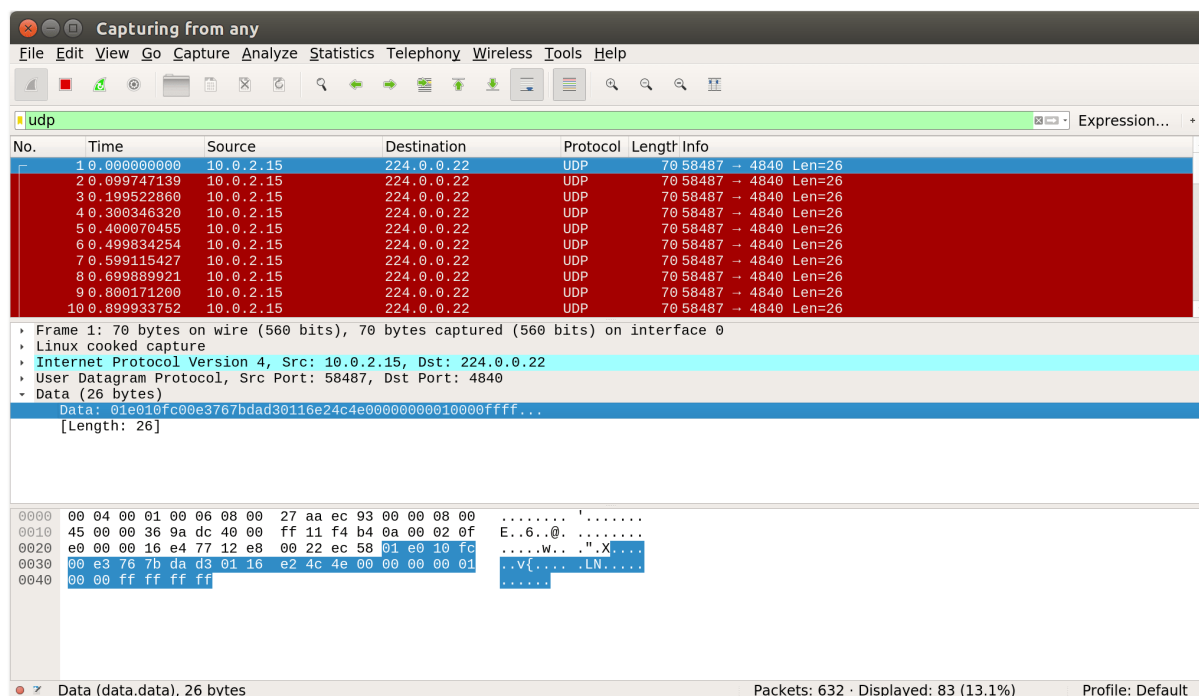 Capturing from any
File Edit View Go Capture Analyze Statistics Telephony Wireless Tools Help
udp Expression... +
No. Time Source Destination Protocol Length Info
1 0.000000000 10.0.2.15 224.0.0.22 UDP 70 58487 → 4840 Len=26
2 0.099747139 10.0.2.15 224.0.0.22 UDP 70 58487 → 4840 Len=26
3 0.199522860 10.0.2.15 224.0.0.22 UDP 70 58487 → 4840 Len=26
4 0.300346320 10.0.2.15 224.0.0.22 UDP 70 58487 → 4840 Len=26
5 0.400070455 10.0.2.15 224.0.0.22 UDP 70 58487 → 4840 Len=26
6 0.499834254 10.0.2.15 224.0.0.22 UDP 70 58487 → 4840 Len=26
7 0.599115427 10.0.2.15 224.0.0.22 UDP 70 58487 → 4840 Len=26
8 0.699889921 10.0.2.15 224.0.0.22 UDP 70 58487 → 4840 Len=26
9 0.800171200 10.0.2.15 224.0.0.22 UDP 70 58487 → 4840 Len=26
10 0.899933752 10.0.2.15 224.0.0.22 UDP 70 58487 → 4840 Len=26
Frame 1: 70 bytes on wire (560 bits), 70 bytes captured (560 bits) on interface 0
Linux cooked capture
Internet Protocol Version 4, Src: 10.0.2.15, Dst: 224.0.0.22
User Datagram Protocol, Src Port: 58487, Dst Port: 4840
Data (26 bytes)
Data: 01e010fc00e3767bdad30116e24c4e00000000010000ffff...
[Length: 26]
0000 00 04 00 01 00 06 08 00 27 aa ec 93 00 00 08 00 ........ '.......
0010 45 00 00 36 9a dc 40 00 ff 11 f4 b4 0a 00 02 0f E..6..@. ........
0020 e0 00 00 16 e4 77 12 e8 00 22 ec 58 01 e0 10 fc .....w.. .".X....
0030 00 e3 76 7b da d3 01 16 e2 4c 4e 00 00 00 00 01 ..v{.... .LN.....
0040 00 00 ff ff ff ff ......
Data (data.data), 26 bytes Packets: 632 · Displayed: 83 (13.1%) Profile: Default